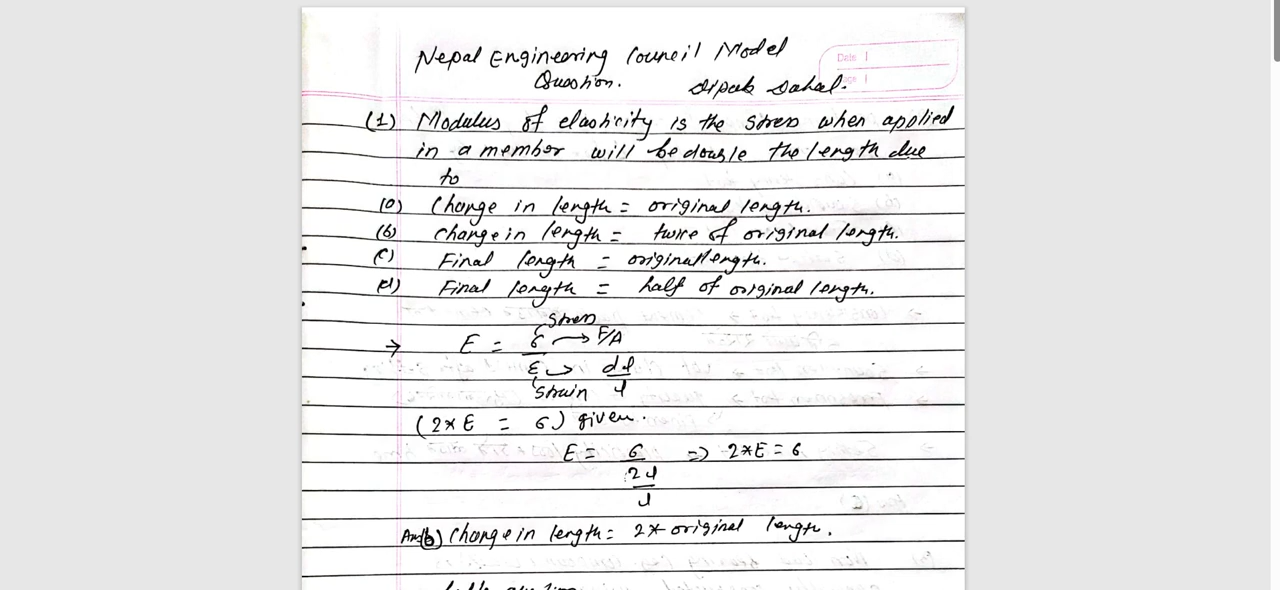 Nepal Engineering Council Model
Question. Dipak Dahal.
Date
(1) Modulus of elasticity is the stress when applied
in a member will be double the length due
to
(a) Change in length = original length.
(b) change in length = twice of original length.
(c) Final length = original length.
(d) Final length = half of original length.
stress
→ E = σ → F/A
ε → dl/l
strain
(2*E = σ) given.
E = σ/(2l/l) => 2*E = σ
Ans (b) Change in length = 2* original length.